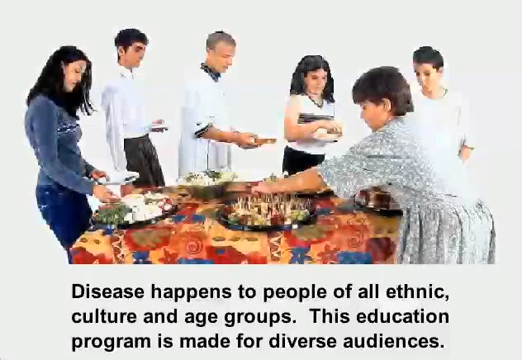 Disease happens to people of all ethnic,
culture and age groups.  This education
program is made for diverse audiences.